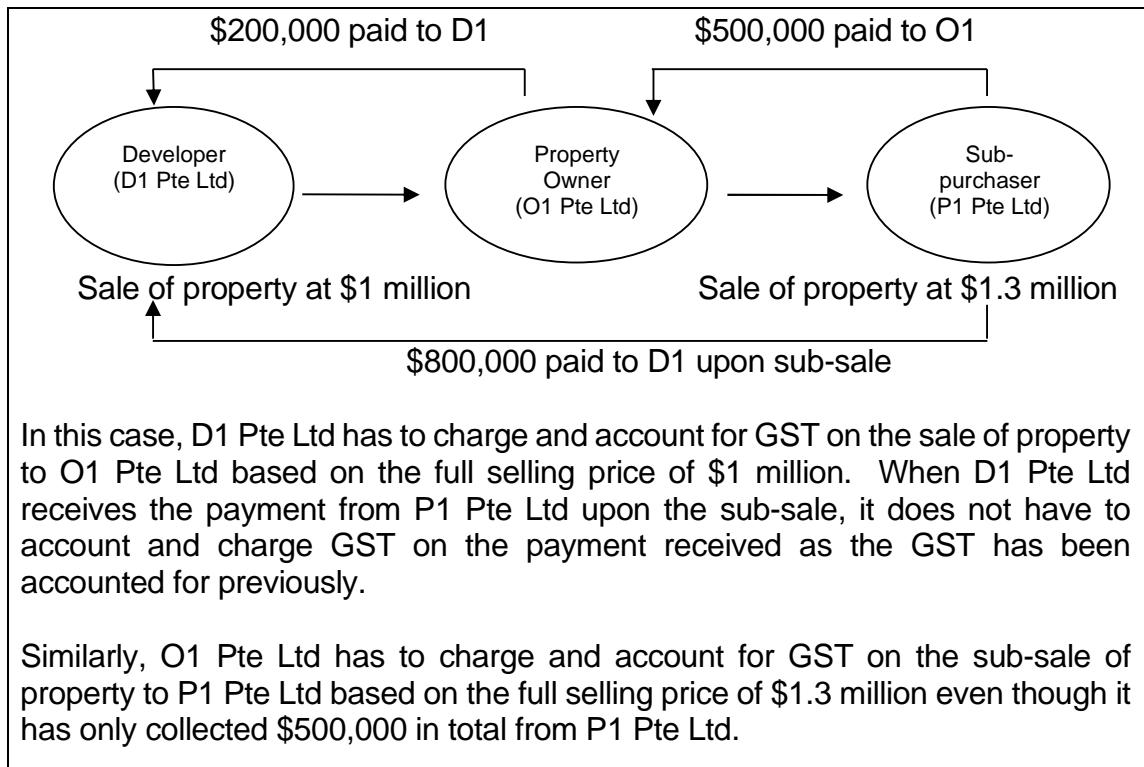 $200,000 paid to D1
$500,000 paid to O1
Developer
(D1 Pte Ltd)
Property
Owner
(O1 Pte Ltd)
Sub-
purchaser
(P1 Pte Ltd)
Sale of property at $1 million
Sale of property at $1.3 million
$800,000 paid to D1 upon sub-sale
In this case, D1 Pte Ltd has to charge and account for GST on the sale of property
to O1 Pte Ltd based on the full selling price of $1 million. When D1 Pte Ltd
receives the payment from P1 Pte Ltd upon the sub-sale, it does not have to
account and charge GST on the payment received as the GST has been
accounted for previously.
Similarly, O1 Pte Ltd has to charge and account for GST on the sub-sale of
property to P1 Pte Ltd based on the full selling price of $1.3 million even though it
has only collected $500,000 in total from P1 Pte Ltd.